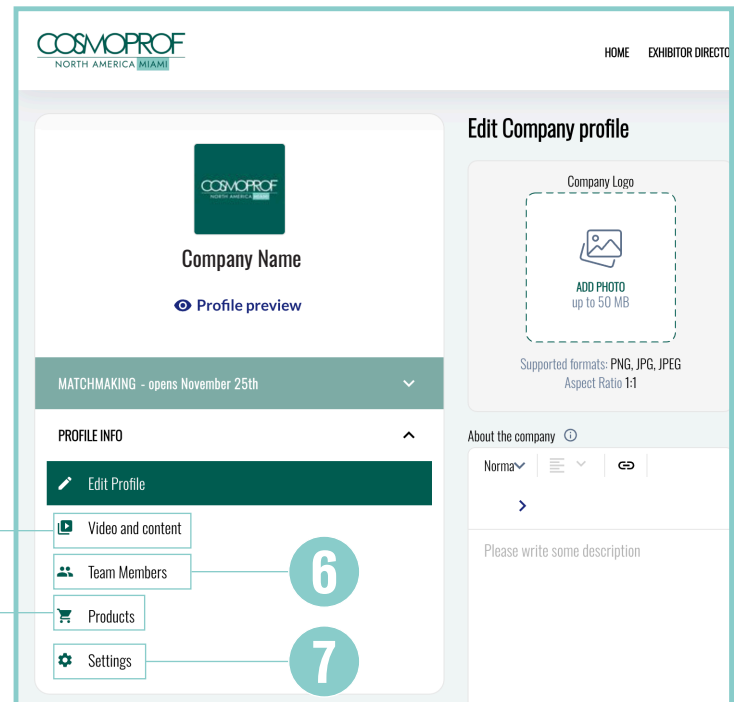 COSMOPROF
NORTH AMERICA MIAMI
HOME EXHIBITOR DIRECTO
COSMOPROF
NORTH AMERICA MIAMI
Company Name
Profile preview
MATCHMAKING - opens November 25th
PROFILE INFO
Edit Profile
Video and content
Team Members
6
Products
Settings
7
Edit Company profile
Company Logo
ADD PHOTO
up to 50 MB
Supported formats: PNG, JPG, JPEG
Aspect Ratio 1:1
About the company
Norma
Please write some description